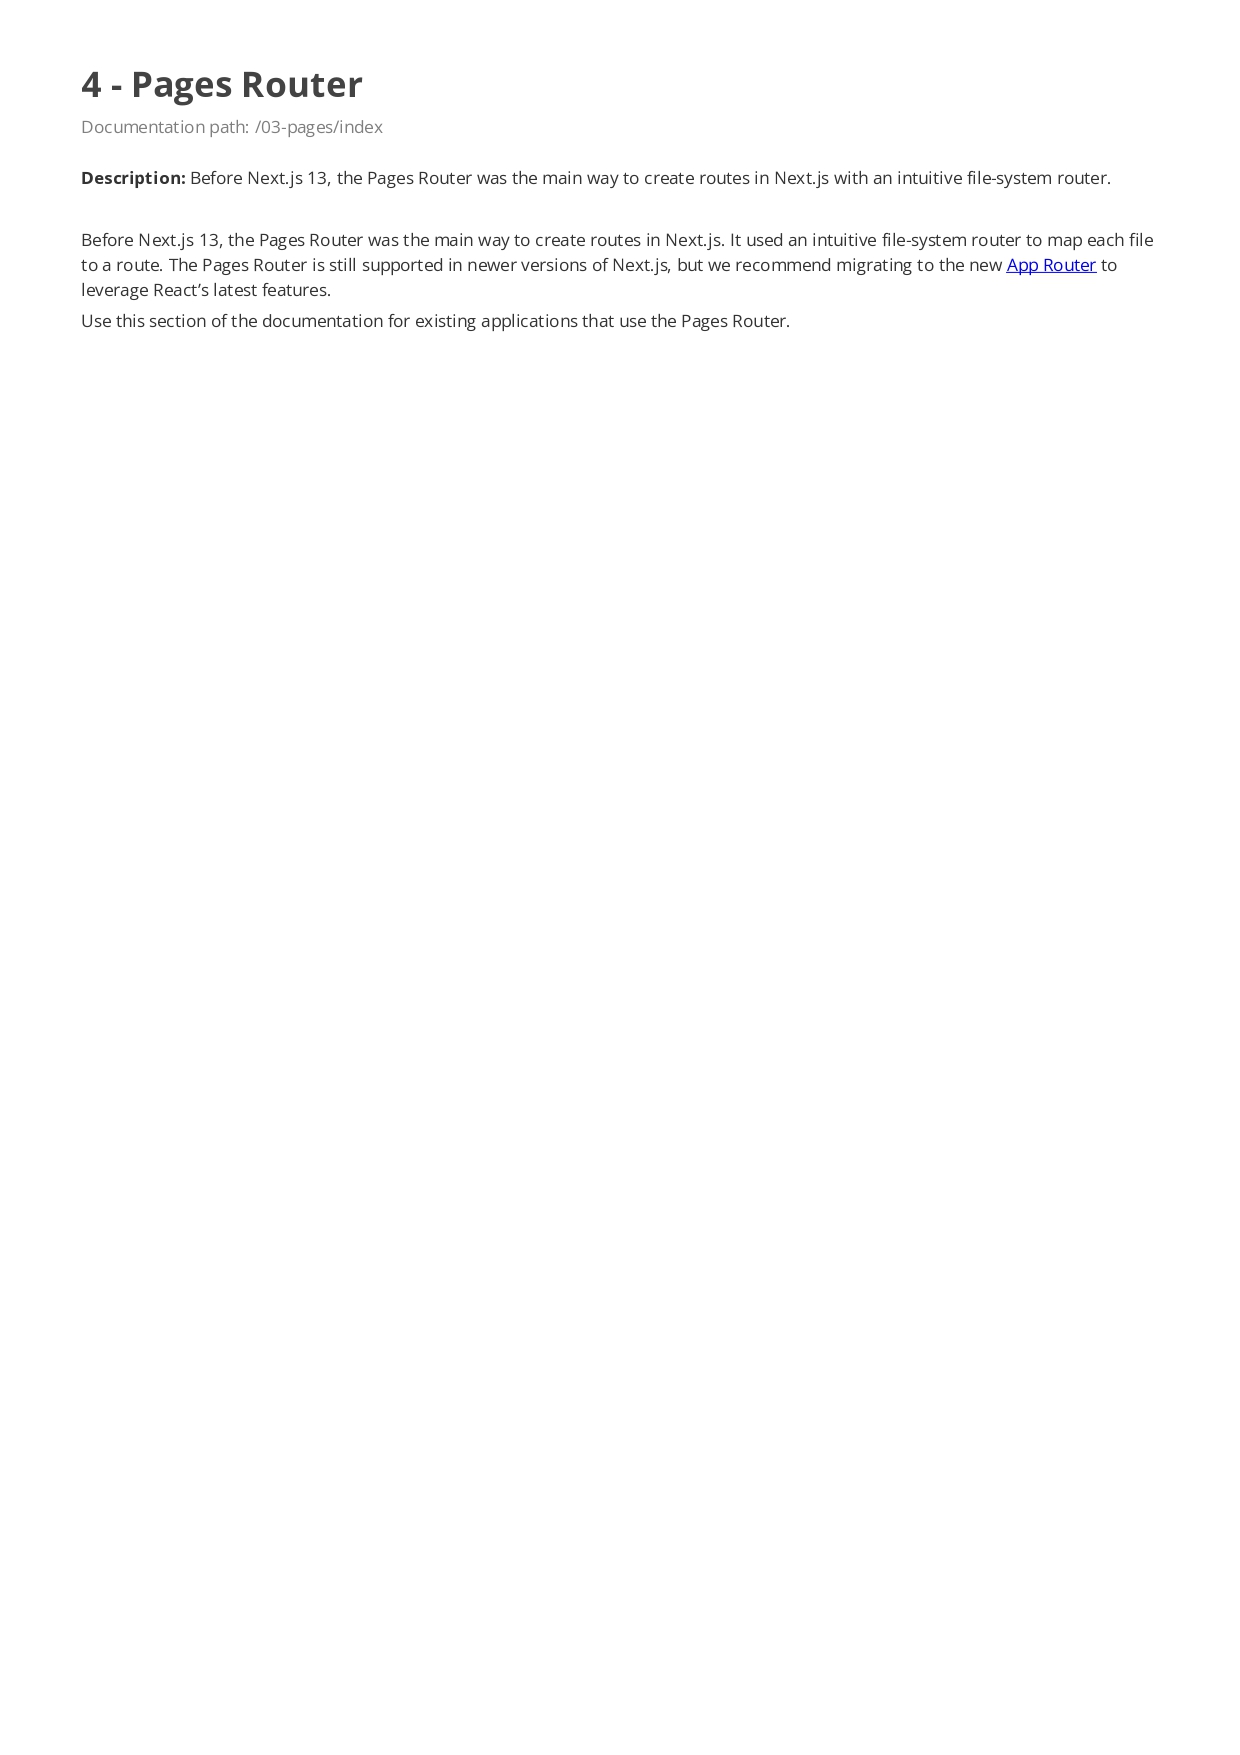 4 - Pages Router
Documentation path: /03-pages/index
Description: Before Next.js 13, the Pages Router was the main way to create routes in Next.js with an intuitive file-system router.
Before Next.js 13, the Pages Router was the main way to create routes in Next.js. It used an intuitive file-system router to map each file
to a route. The Pages Router is still supported in newer versions of Next.js, but we recommend migrating to the new App Router to
leverage React’s latest features.
Use this section of the documentation for existing applications that use the Pages Router.